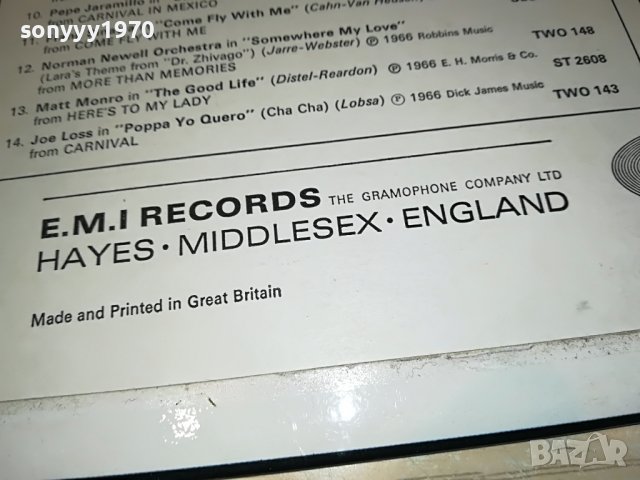 sonyyy1970
10. Pepe Jaramillo in
from CARNIVAL IN MEXICO
11. "Come Fly With Me" (Cahn-Van Heusen)
from COME FLY WITH ME
12. Norman Newell Orchestra in "Somewhere My Love"
(Lara's Theme from "Dr. Zhivago") (Jarre-Webster) Ⓟ 1966 Robbins Music TWO 148
from MORE THAN MEMORIES
13. Matt Monro in "The Good Life" (Distel-Reardon) Ⓟ 1966 E. H. Morris & Co. ST 2608
from HERE'S TO MY LADY
14. Joe Loss in "Poppa Yo Quero" (Cha Cha) (Lobsa) Ⓟ 1966 Dick James Music TWO 143
from CARNIVAL
E.M.I RECORDS THE GRAMOPHONE COMPANY LTD
HAYES · MIDDLESEX · ENGLAND
Made and Printed in Great Britain
BAZAR